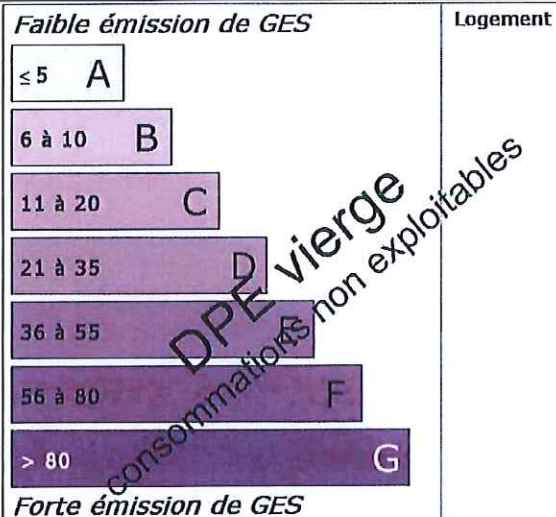 Faible émission de GES
Logement
≤ 5 A
6 à 10 B
11 à 20 C
21 à 35 D
36 à 55 E
56 à 80 F
> 80 G
Forte émission de GES
DPE vierge
consommations non exploitables